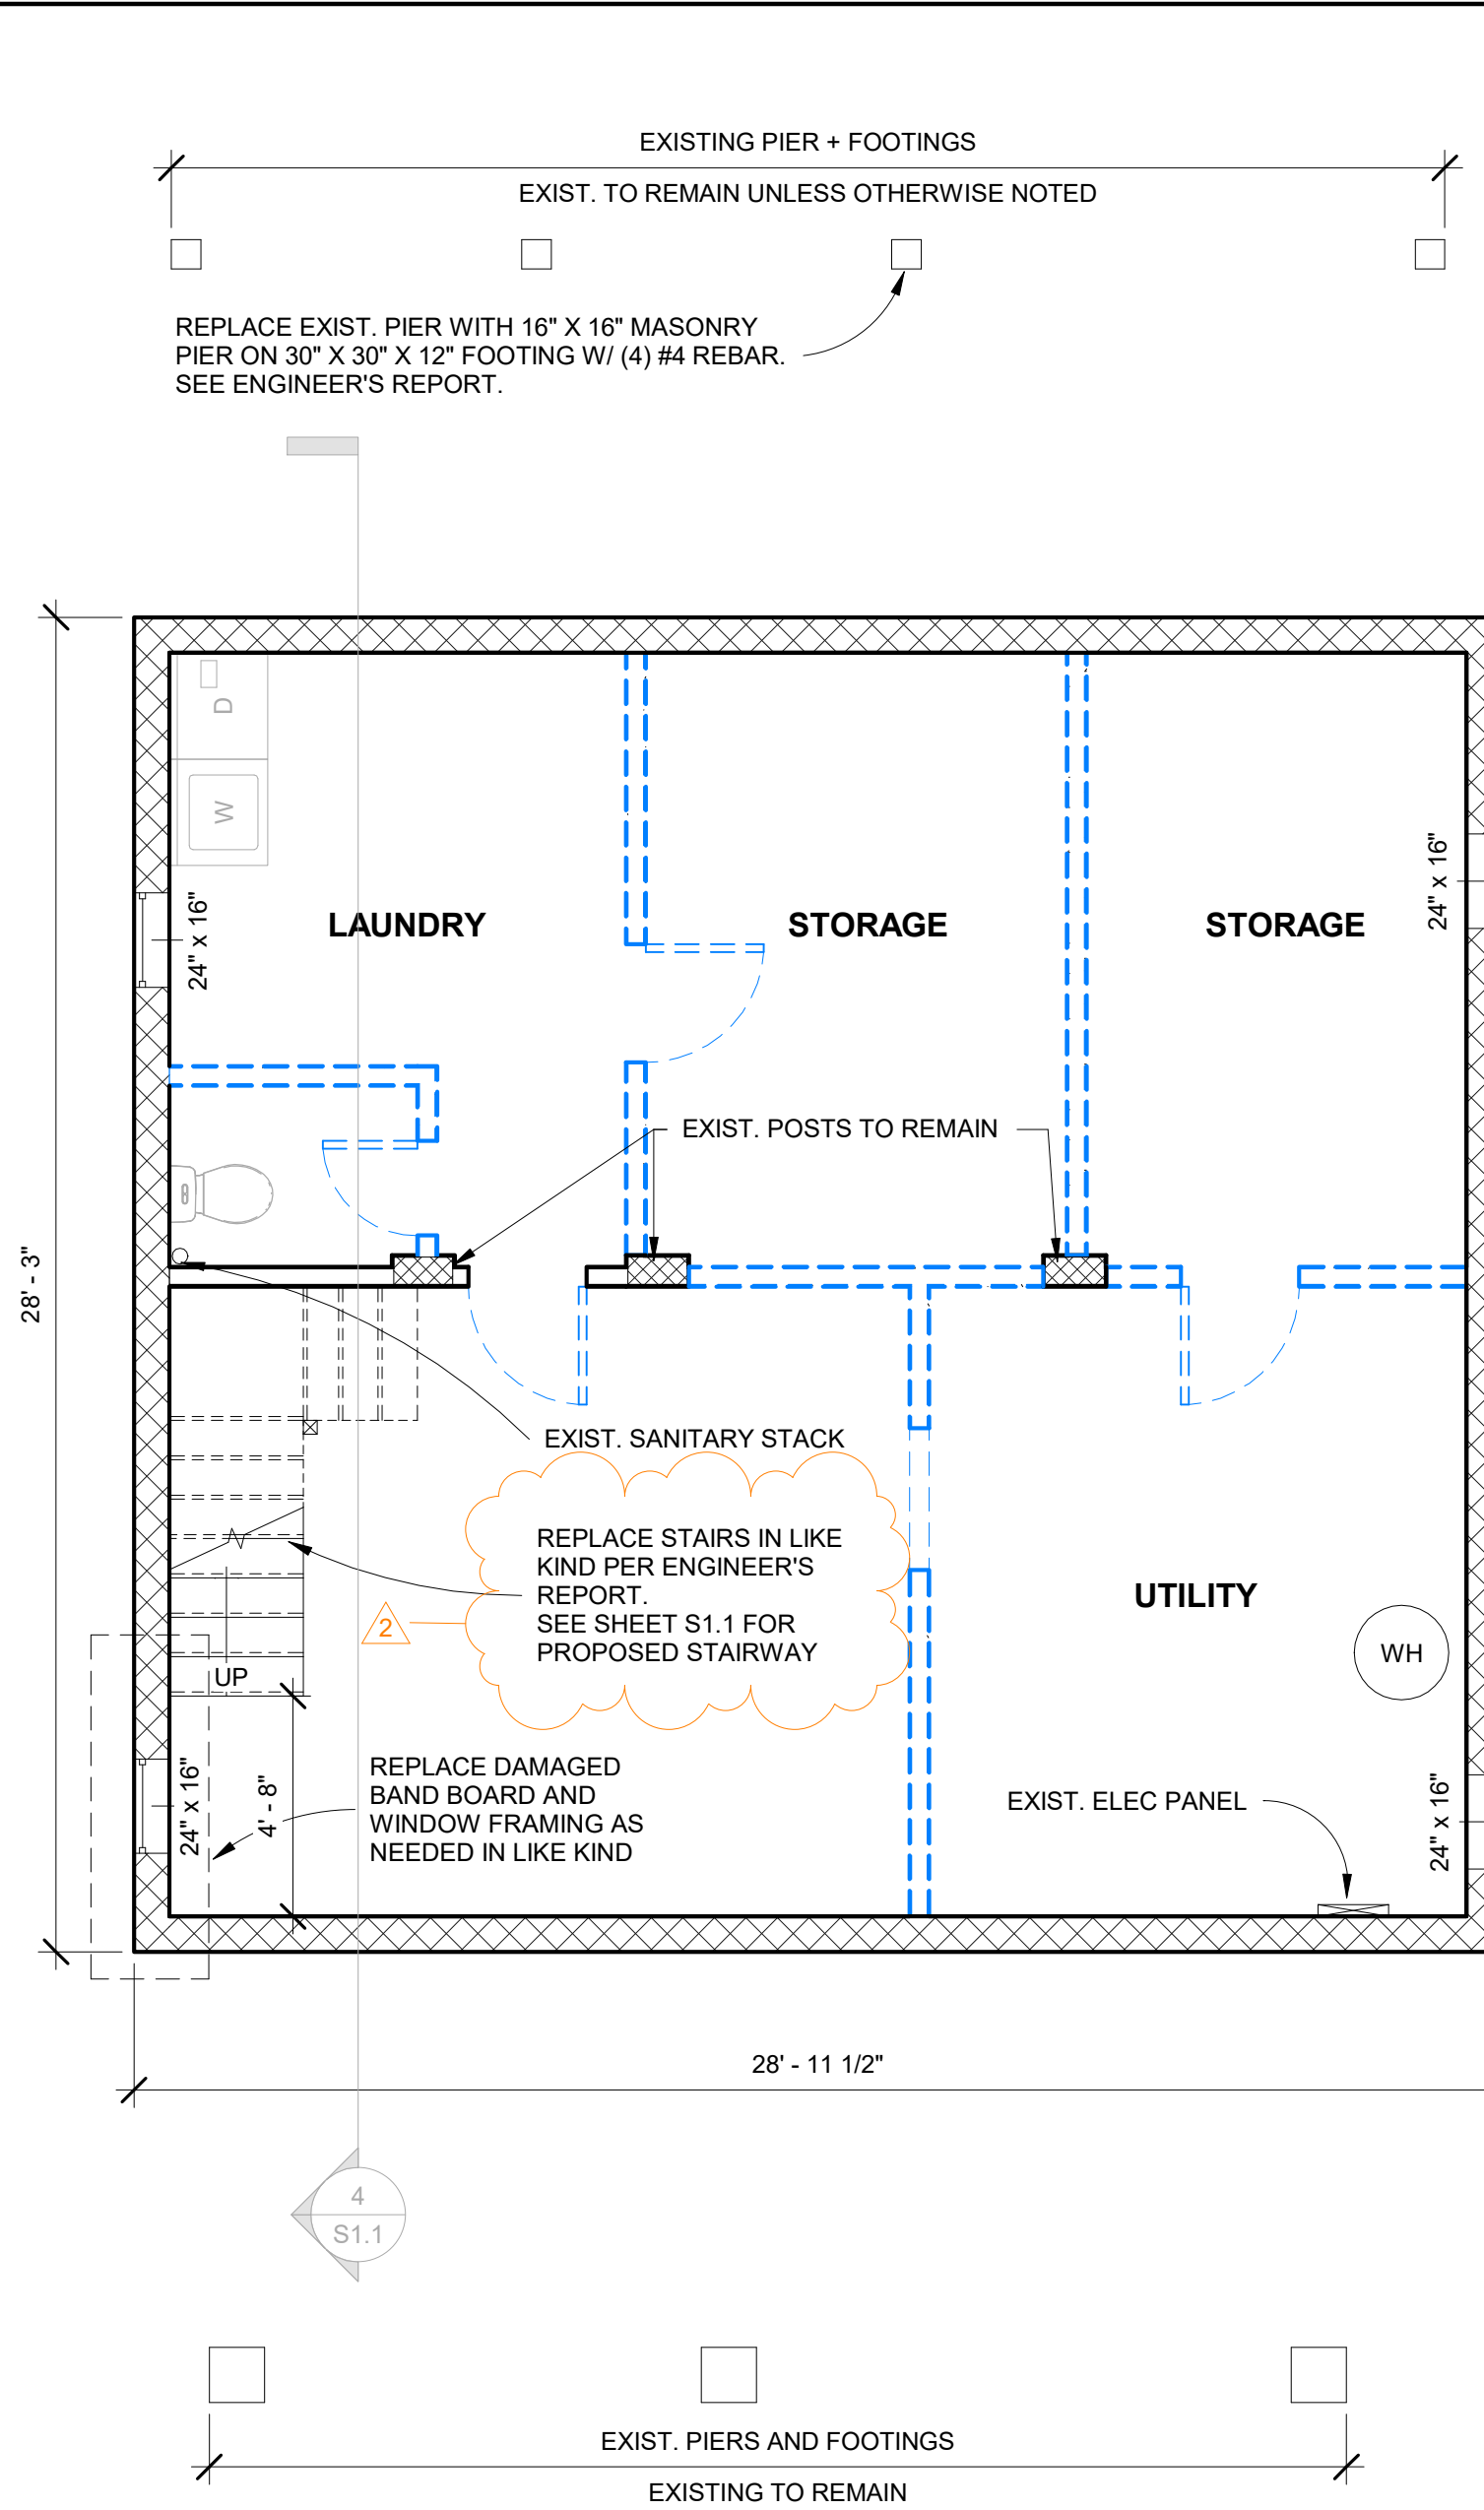 EXISTING PIER + FOOTINGS
EXIST. TO REMAIN UNLESS OTHERWISE NOTED
REPLACE EXIST. PIER WITH 16" X 16" MASONRY
PIER ON 30" X 30" X 12" FOOTING W/ (4) #4 REBAR.
SEE ENGINEER'S REPORT.
D
W
24" x 16"
24" x 16"
LAUNDRY
STORAGE
STORAGE
EXIST. POSTS TO REMAIN
28' - 3"
EXIST. SANITARY STACK
REPLACE STAIRS IN LIKE
KIND PER ENGINEER'S
REPORT.
SEE SHEET S1.1 FOR
PROPOSED STAIRWAY
2
UTILITY
WH
UP
24" x 16"
4' - 8"
REPLACE DAMAGED
BAND BOARD AND
WINDOW FRAMING AS
NEEDED IN LIKE KIND
EXIST. ELEC PANEL
24" x 16"
28' - 11 1/2"
4
S1.1
EXIST. PIERS AND FOOTINGS
EXISTING TO REMAIN